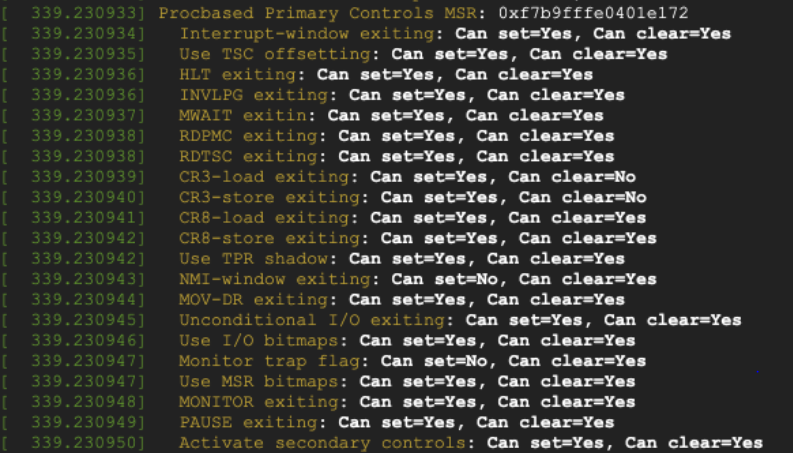 [  339.230933] Procbased Primary Controls MSR: 0xf7b9fffe0401e172
[  339.230934]   Interrupt-window exiting: Can set=Yes, Can clear=Yes
[  339.230935]   Use TSC offsetting: Can set=Yes, Can clear=Yes
[  339.230936]   HLT exiting: Can set=Yes, Can clear=Yes
[  339.230936]   INVLPG exiting: Can set=Yes, Can clear=Yes
[  339.230937]   MWAIT exitin: Can set=Yes, Can clear=Yes
[  339.230938]   RDPMC exiting: Can set=Yes, Can clear=Yes
[  339.230938]   RDTSC exiting: Can set=Yes, Can clear=Yes
[  339.230939]   CR3-load exiting: Can set=Yes, Can clear=No
[  339.230940]   CR3-store exiting: Can set=Yes, Can clear=No
[  339.230941]   CR8-load exiting: Can set=Yes, Can clear=Yes
[  339.230942]   CR8-store exiting: Can set=Yes, Can clear=Yes
[  339.230942]   Use TPR shadow: Can set=Yes, Can clear=Yes
[  339.230943]   NMI-window exiting: Can set=No, Can clear=Yes
[  339.230944]   MOV-DR exiting: Can set=Yes, Can clear=Yes
[  339.230945]   Unconditional I/O exiting: Can set=Yes, Can clear=Yes
[  339.230946]   Use I/O bitmaps: Can set=Yes, Can clear=Yes
[  339.230947]   Monitor trap flag: Can set=No, Can clear=Yes
[  339.230947]   Use MSR bitmaps: Can set=Yes, Can clear=Yes
[  339.230948]   MONITOR exiting: Can set=Yes, Can clear=Yes
[  339.230949]   PAUSE exiting: Can set=Yes, Can clear=Yes
[  339.230950]   Activate secondary controls: Can set=Yes, Can clear=Yes